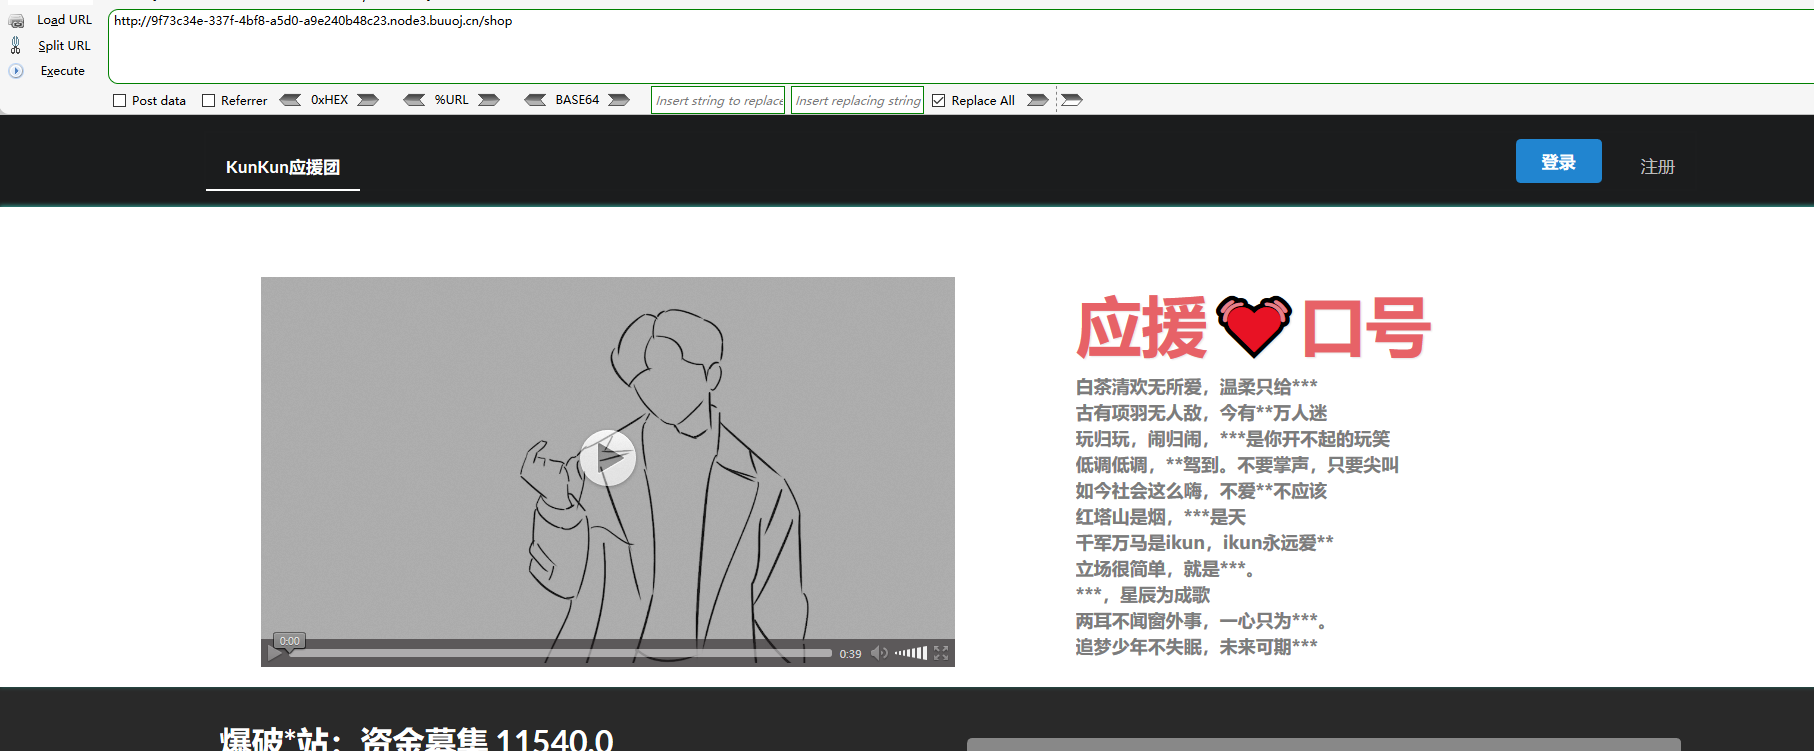 Load URL
http://9f73c34e-337f-4bf8-a5d0-a9e240b48c23.node3.buuoj.cn/shop
Split URL
Execute
Post data Referrer 0xHEX %URL BASE64 Insert string to replace Insert replacing string Replace All
KunKun应援团 登录 注册
应援 口号
白茶清欢无所爱，温柔只给***
古有项羽无人敌，今有**万人迷
玩归玩，闹归闹，***是你开不起的玩笑
低调低调，**驾到。不要掌声，只要尖叫
如今社会这么嗨，不爱**不应该
红塔山是烟，***是天
千军万马是ikun，ikun永远爱**
立场很简单，就是***。
***，星辰为成歌
两耳不闻窗外事，一心只为***。
追梦少年不失眠，未来可期***
0:00
0:39
爆破*站：资金募集 11540.0